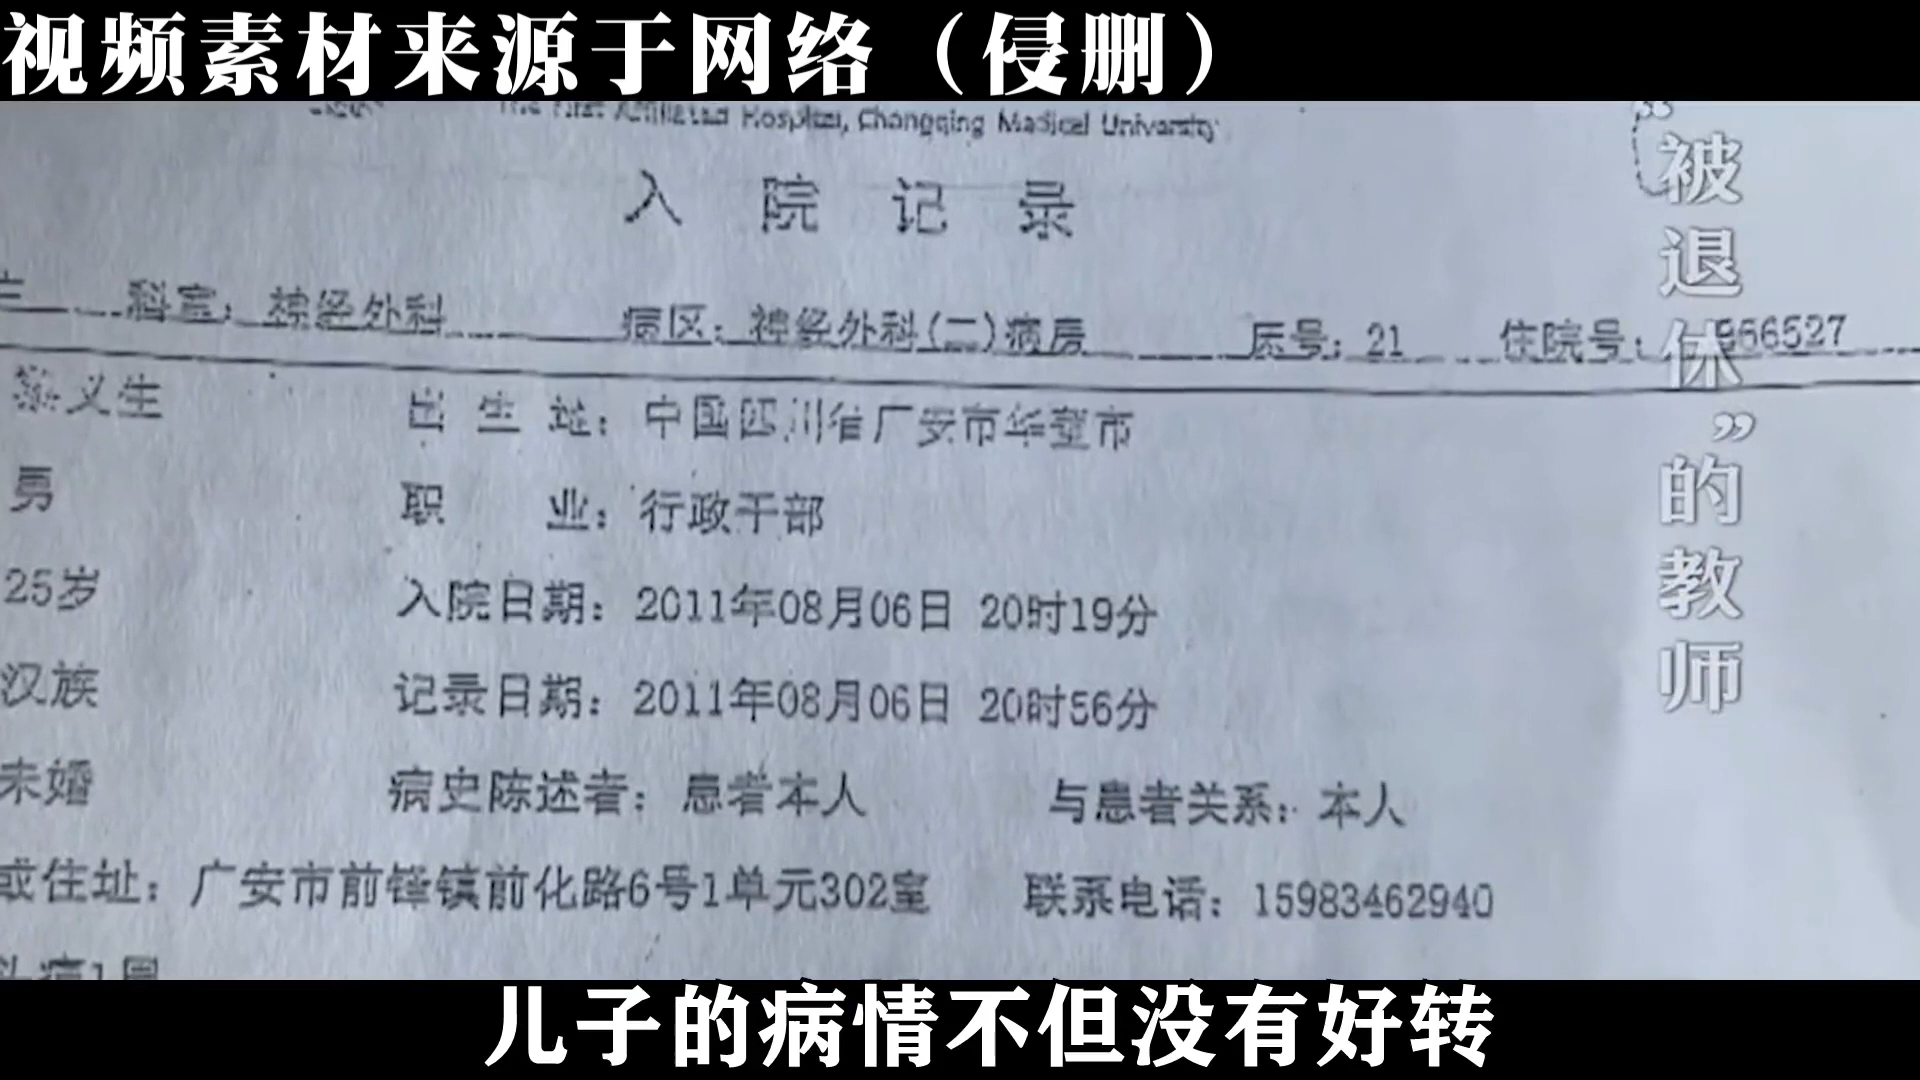 视频素材来源于网络（侵删）
The First Affiliated Hospital, Chongqing Medical University
入院记录
科室：神经外科 病区：神经外科(二)病房 床号：21 住院号：966527
义生 出生地：中国四川省广安市华蓥市
男 职业：行政干部
25岁 入院日期：2011年08月06日 20时19分
汉族 记录日期：2011年08月06日 20时56分
未婚 病史陈述者：患者本人 与患者关系：本人
或住址：广安市前锋镇前化路6号1单元302室 联系电话：15983462940
“被退休”的教师
儿子的病情不但没有好转